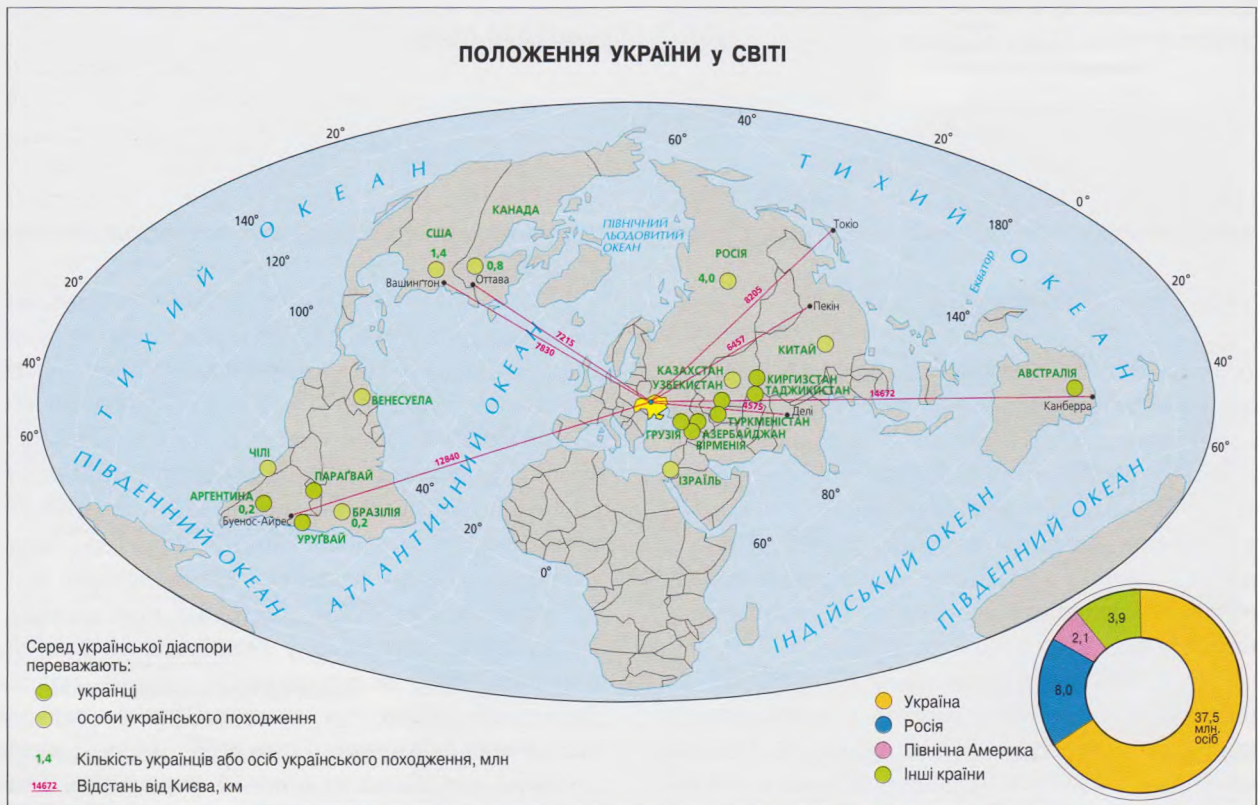 ПОЛОЖЕННЯ УКРАЇНИ у СВІТІ
20°
40°
60°
20°
ТИХИЙ ОКЕАН
ТИХИЙ ОКЕАН
140°
120°
100°
20°
40°
60°
180°
0°
20°
40°
60°
140°
Екватор
КАНАДА
США
1,4
0,8
Вашингтон
Оттава
ПІВНІЧНИЙ
ЛЬОДОВИТИЙ
ОКЕАН
РОСІЯ
4,0
Токіо
8205
Пекін
6457
7215
7830
КИТАЙ
КАЗАХСТАН
УЗБЕКИСТАН
КИРГИЗСТАН
ТАДЖИКИСТАН
4575
Делі
14672
АВСТРАЛІЯ
Канберра
ТУРКМЕНІСТАН
ГРУЗІЯ
АЗЕРБАЙДЖАН
ВІРМЕНІЯ
ІЗРАЇЛЬ
ВЕНЕСУЕЛА
12840
ЧІЛІ
ПАРАҐВАЙ
АРГЕНТИНА
0,2
Буенос-Айрес
БРАЗІЛІЯ
0,2
УРУҐВАЙ
40°
20°
0°
80°
60°
АТЛАНТИЧНИЙ ОКЕАН
ПІВДЕННИЙ ОКЕАН
ІНДІЙСЬКИЙ ОКЕАН
ПІВДЕННИЙ ОКЕАН
Серед української діаспори
переважають:
українці
особи українського походження
1,4 Кількість українців або осіб українського походження, млн
14672 Відстань від Києва, км
Україна
Росія
Північна Америка
Інші країни
3,9
2,1
8,0
37,5
млн.
осіб